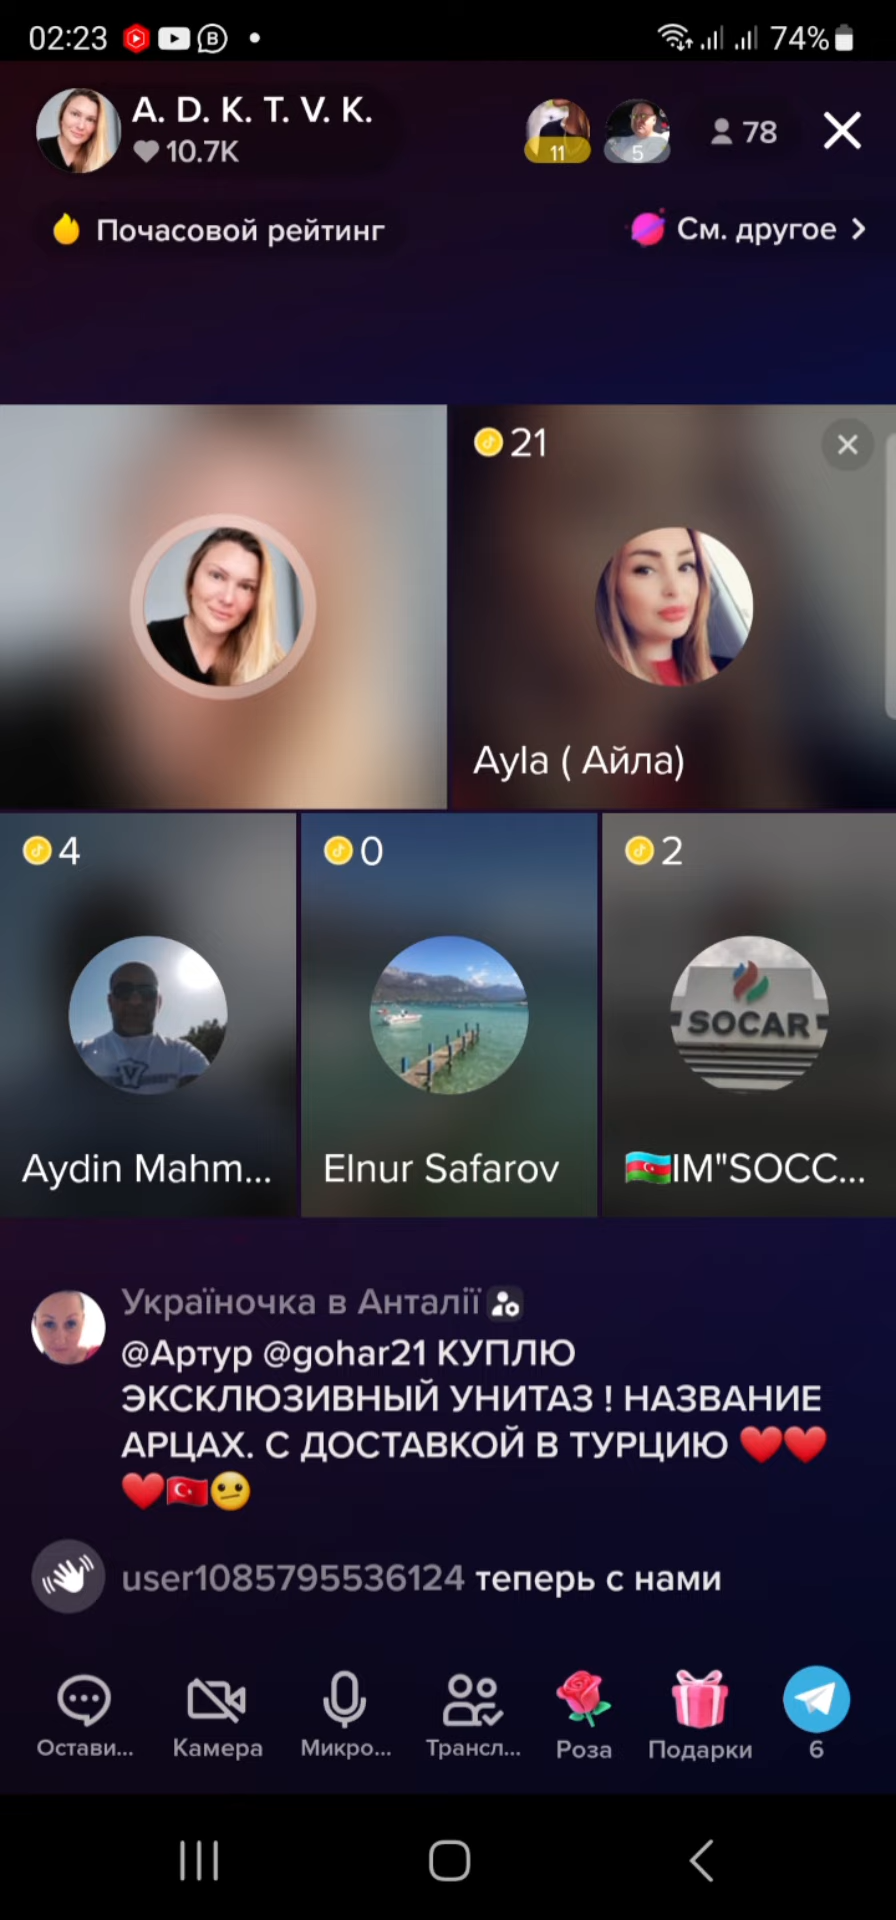 02:23
74%
A. D. K. T. V. K.
10.7K
11
5
78
Почасовой рейтинг
См. другое
21
Ayla ( Айла)
4
0
2
SOCAR
Aydin Mahm...
Elnur Safarov
IM"SOCC...
Україночка в Анталії
@Артур @gohar21 КУПЛЮ
ЭКСКЛЮЗИВНЫЙ УНИТАЗ ! НАЗВАНИЕ
АРЦАХ. С ДОСТАВКОЙ В ТУРЦИЮ ❤️❤️
❤️🇹🇷😐
user1085795536124 теперь с нами
Остави...
Камера
Микро...
Трансл...
Роза
Подарки
6